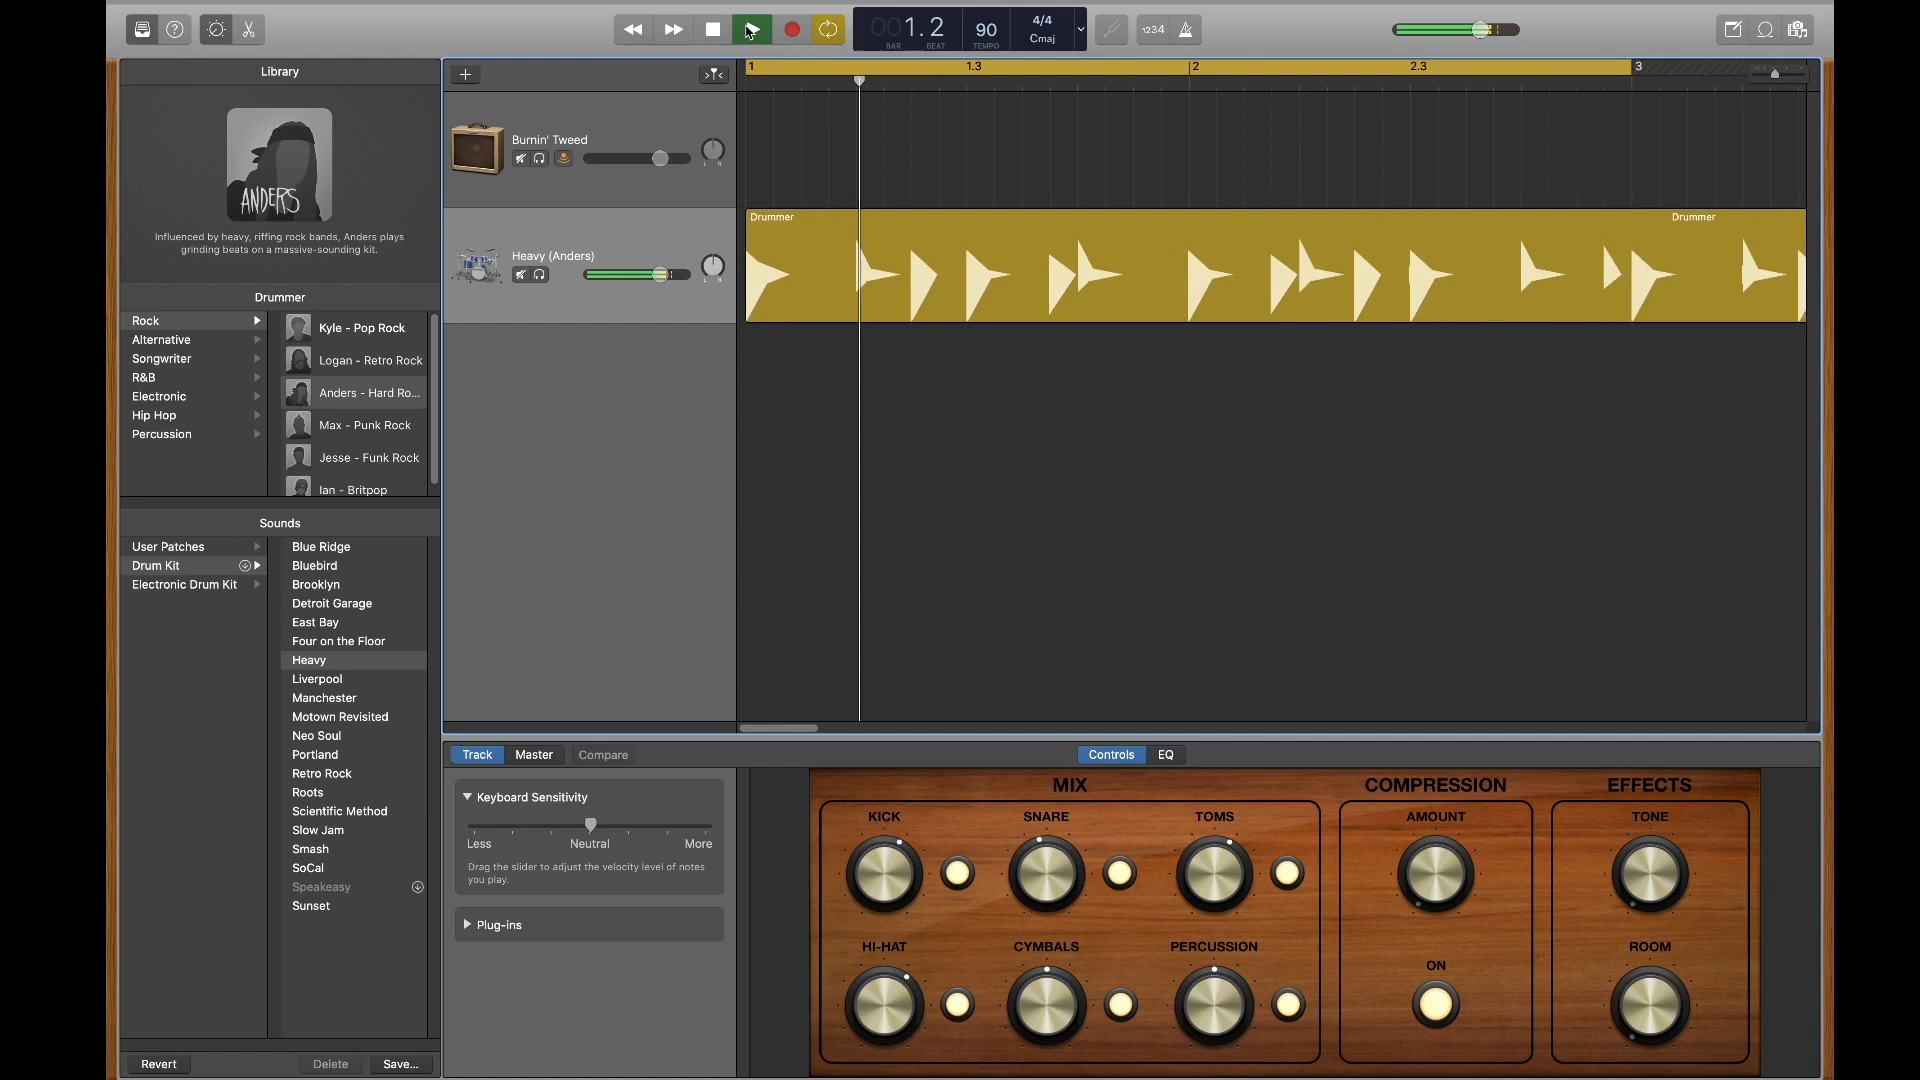 001.2
BAR BEAT
90
TEMPO
4/4
Cmaj
1234
Library
ANDERS
Influenced by heavy, riffing rock bands, Anders plays
grinding beats on a massive-sounding kit.
Drummer
Rock
Alternative
Songwriter
R&B
Electronic
Hip Hop
Percussion
Kyle - Pop Rock
Logan - Retro Rock
Anders - Hard Ro...
Max - Punk Rock
Jesse - Funk Rock
Ian - Britpop
Sounds
User Patches
Drum Kit
Electronic Drum Kit
Blue Ridge
Bluebird
Brooklyn
Detroit Garage
East Bay
Four on the Floor
Heavy
Liverpool
Manchester
Motown Revisited
Neo Soul
Portland
Retro Rock
Roots
Scientific Method
Slow Jam
Smash
SoCal
Speakeasy
Sunset
Revert
Delete
Save...
1 1.3 2 2.3 3
Burnin' Tweed
L R
Heavy (Anders)
L R
Drummer Drummer
Track Master Compare
Controls EQ
Keyboard Sensitivity
Less Neutral More
Drag the slider to adjust the velocity level of notes
you play.
Plug-ins
MIX
KICK SNARE TOMS
HI-HAT CYMBALS PERCUSSION
COMPRESSION
AMOUNT
ON
EFFECTS
TONE
ROOM